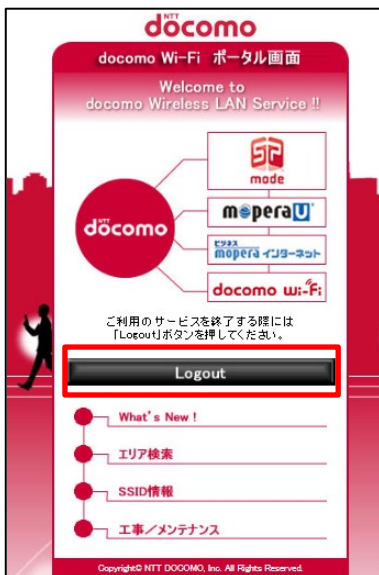 NTT
docomo
docomo Wi-Fi ポータル画面
Welcome to
docomo Wireless LAN Service !!
SP
mode
mopera U
NTT
docomo
ビジネス
mopera インターネット
docomo Wi-Fi
ご利用のサービスを終了する際には
「Logout」ボタンを押してください。
Logout
What's New !
エリア検索
SSID情報
工事／メンテナンス
Copyright© NTT DOCOMO, Inc. All Rights Reserved.